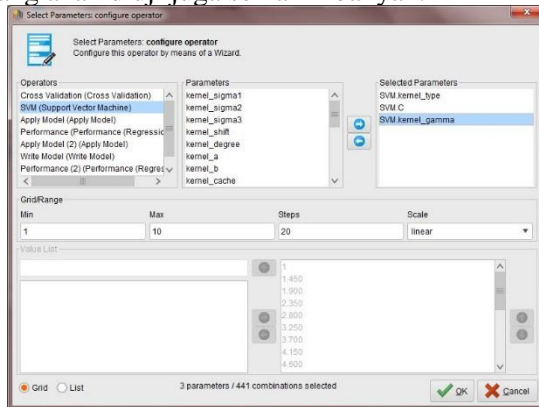 Select Parameters: configure operator
Select Parameters: configure operator
Configure this operator by means of a Wizard.
Operators
Cross Validation (Cross Validation)
SVM (Support Vector Machine)
Apply Model (Apply Model)
Performance (Performance (Regressic
Apply Model (2) (Apply Model)
Write Model (Write Model)
Performance (2) (Performance (Regres
Parameters
kernel_sigma1
kernel_sigma2
kernel_sigma3
kernel_shift
kernel_degree
kernel_a
kernel_b
kernel_cache
Selected Parameters
SVM.kernel_type
SVM.C
SVM.kernel_gamma
Grid/Range
Min Max Steps Scale
1 10 20 linear
Value List
1
1.450
1.900
2.350
2.800
3.250
3.700
4.150
4.600
Grid List 3 parameters / 441 combinations selected OK Cancel